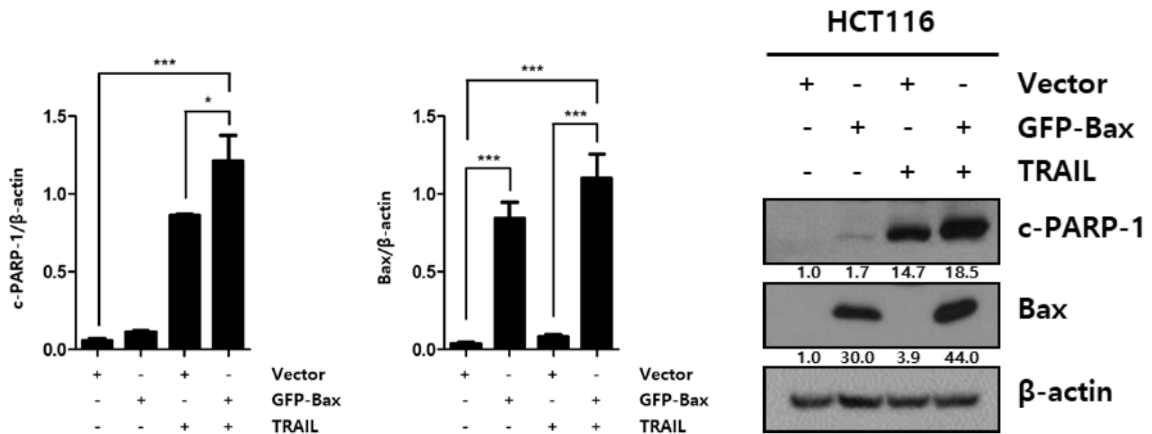 ***
*
1.5
1.0
0.5
0.0
c-PARP-1/β-actin
+ - + -
- + - +
- - + +
***
***
***
1.5
1.0
0.5
0.0
Bax/β-actin
+ - + - Vector
- + - + GFP-Bax
- - + + TRAIL
Vector
GFP-Bax
TRAIL
HCT116
+ - + - Vector
- + - + GFP-Bax
- - + + TRAIL
c-PARP-1
1.0 1.7 14.7 18.5
Bax
1.0 30.0 3.9 44.0
β-actin